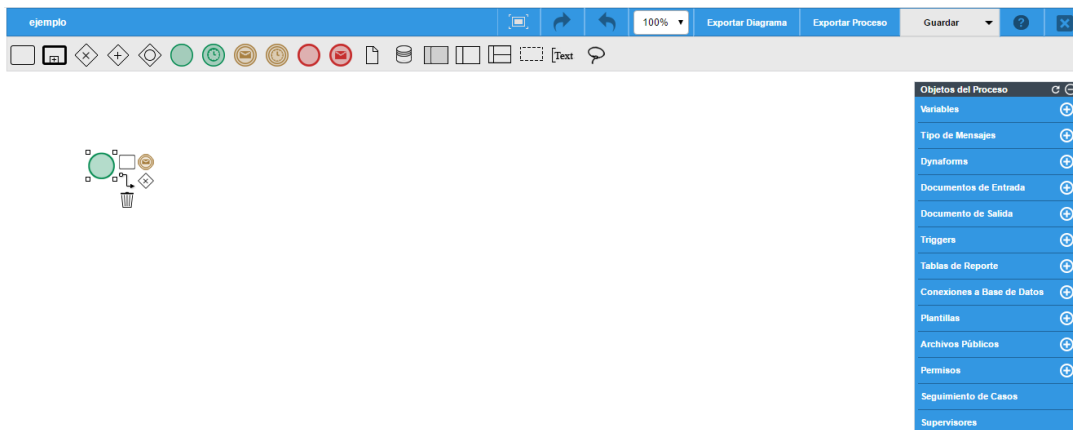 ejemplo
100%
Exportar Diagrama
Exportar Proceso
Guardar
?
[Text
Objetos del Proceso
Variables
Tipo de Mensajes
Dynaforms
Documentos de Entrada
Documento de Salida
Triggers
Tablas de Reporte
Conexiones a Base de Datos
Plantillas
Archivos Públicos
Permisos
Seguimiento de Casos
Supervisores